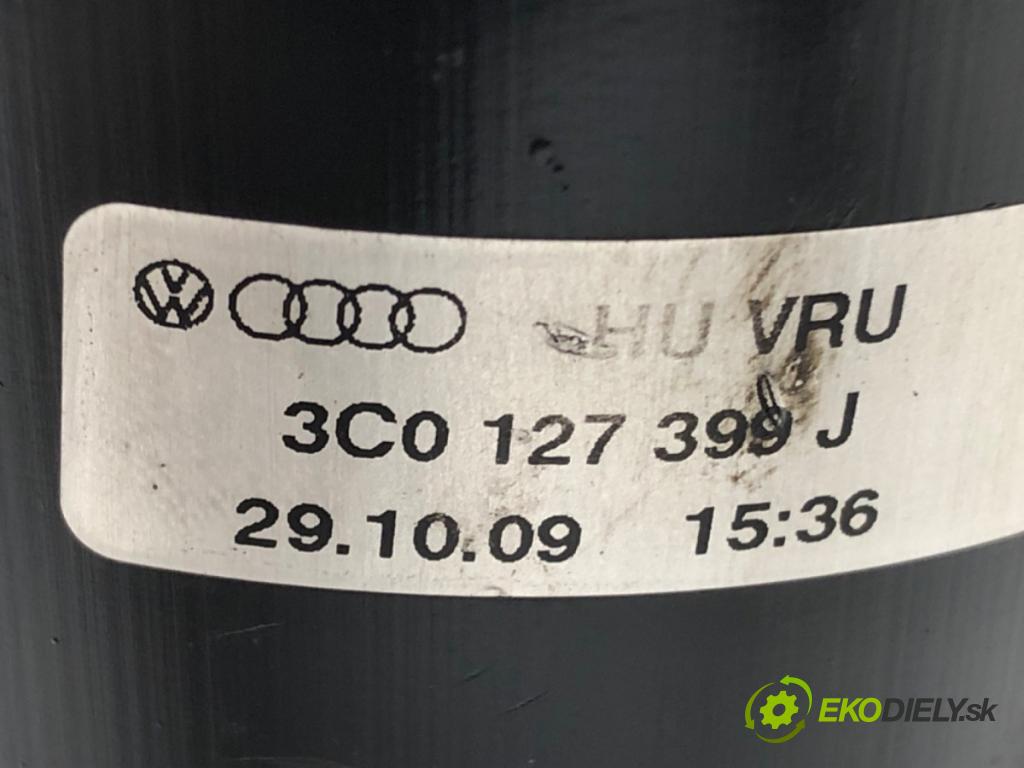 HU VRU
3C0 127 399 J
29.10.09 15:36
EKODIELY.sk